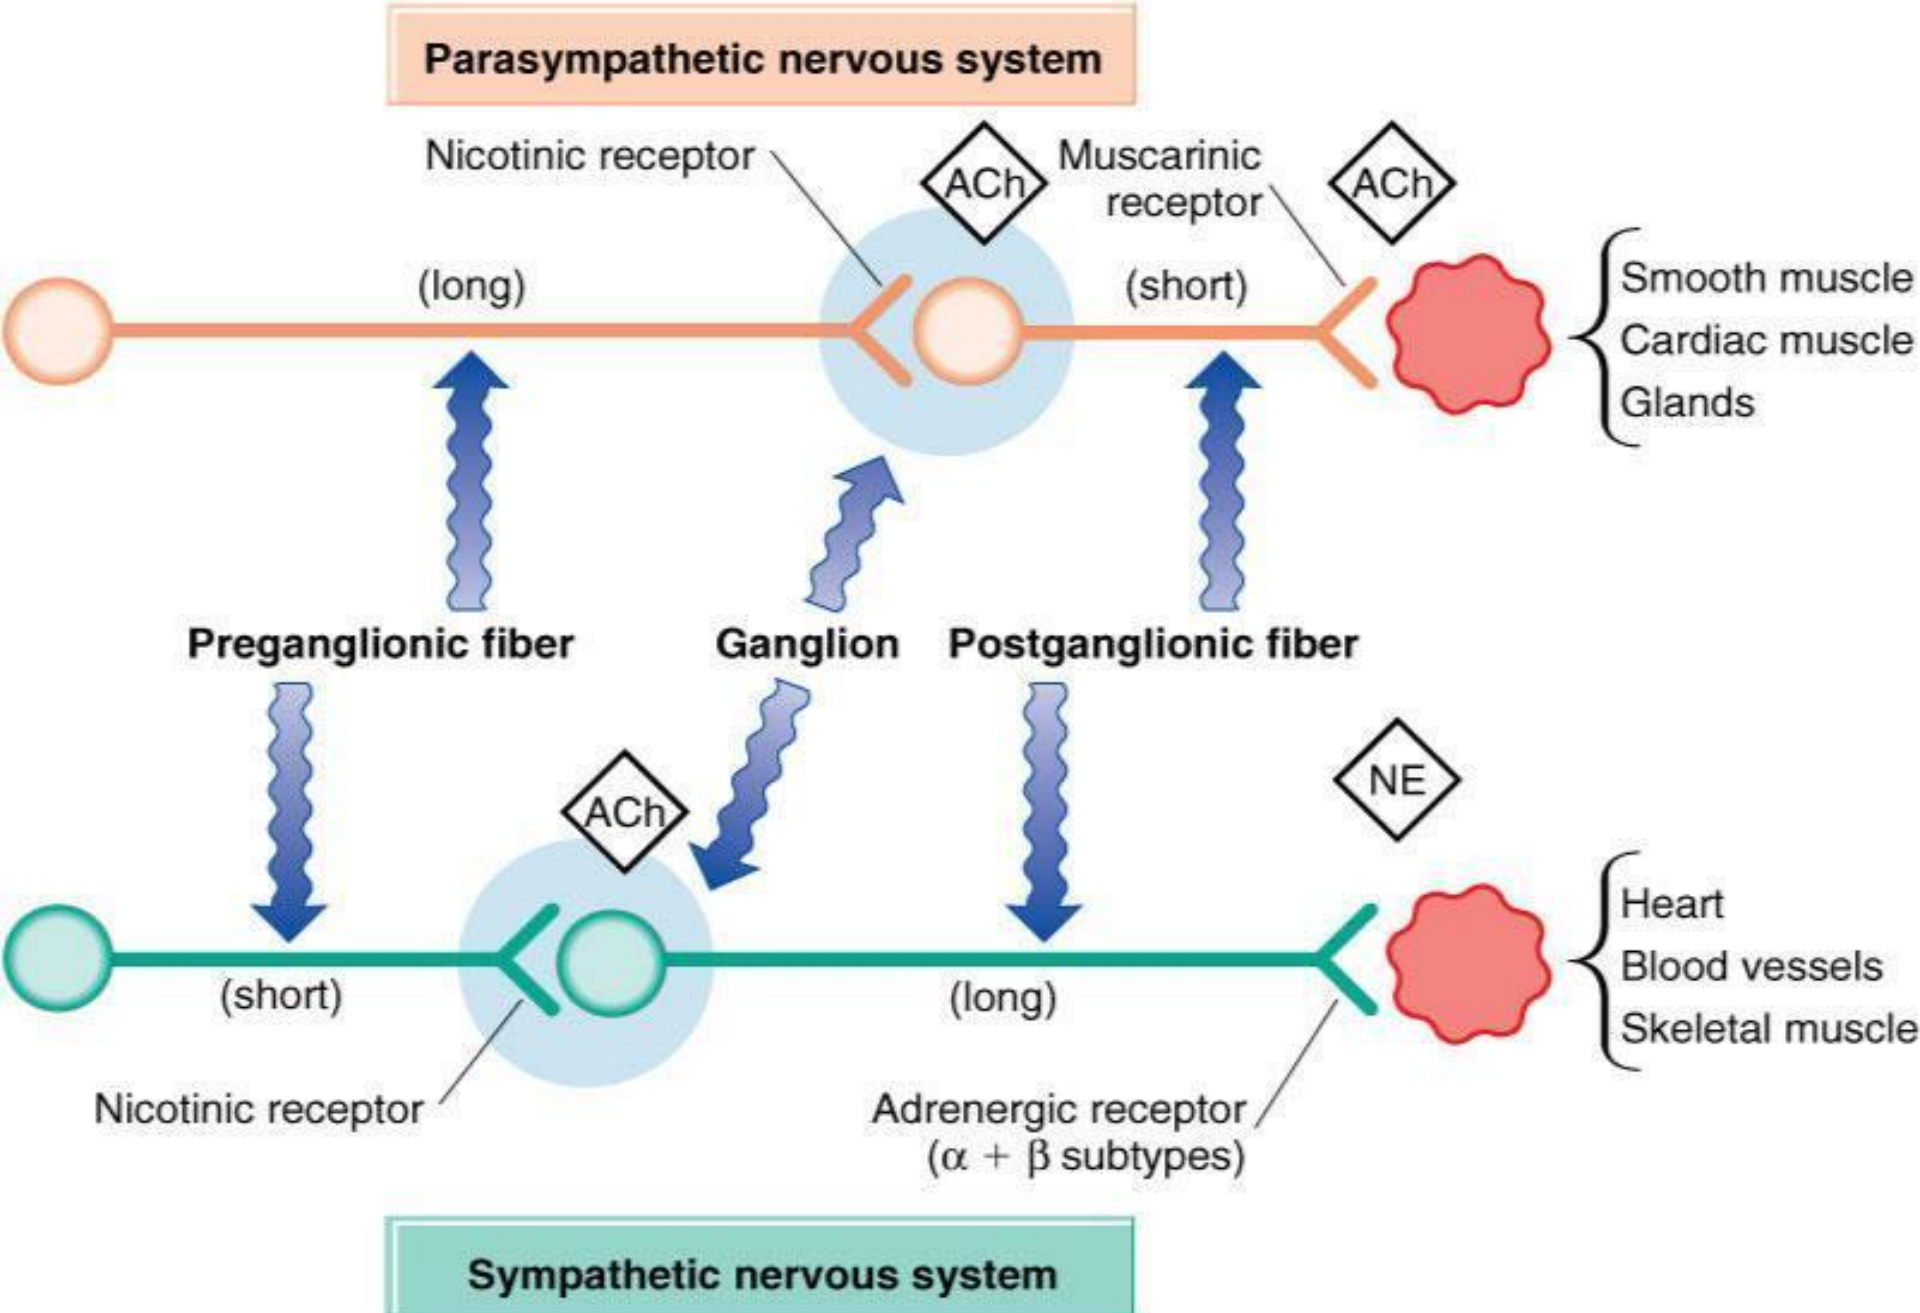 Parasympathetic nervous system
Nicotinic receptor
ACh
Muscarinic
receptor
ACh
(long)
(short)
Smooth muscle
Cardiac muscle
Glands
Preganglionic fiber
Ganglion
Postganglionic fiber
ACh
NE
(short)
(long)
Heart
Blood vessels
Skeletal muscle
Nicotinic receptor
Adrenergic receptor
(α + β subtypes)
Sympathetic nervous system